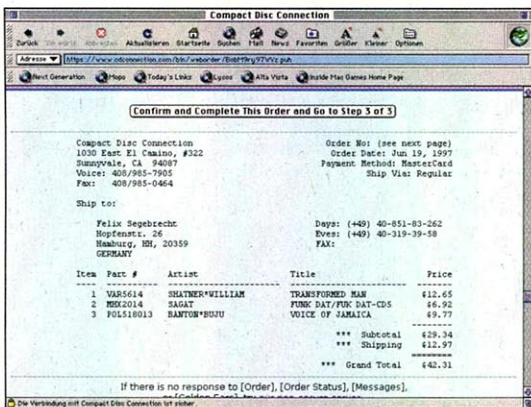 Compact Disc Connection
Zurück Abbrechen Aktualisieren Startseite Suchen Mail News Favoriten Größer Kleiner Optionen
Adresse https://www.cdconnection.com/bin/weborder/
Next Generation Mopo Today's Links Lycos Alta Vista Inside Mac Games Home Page
Confirm and Complete This Order and Go to Step 3 of 3
Compact Disc Connection Order No: (see next page)
1030 East El Camino, #322 Order Date: Jun 19, 1997
Sunnyvale, CA 94087 Payment Method: MasterCard
Voice: 408/985-7905 Ship Via: Regular
Fax: 408/985-0464
Ship to:
Felix Segebrecht Days: (+49) 40-851-83-262
Hopfenstr. 26 Eves: (+49) 40-319-39-58
Hamburg, HH, 20359 FAX:
GERMANY
Item Part # Artist Title Price
1 VAR5614 SHATNER*WILLIAM TRANSFORMED MAN $12.65
2 MHX2014 SAGAT FUNK DAT/FUK DAT-CD5 $6.92
3 POL518013 BANTON*BUJU VOICE OF JAMAICA $9.77
*** Subtotal $29.34
*** Shipping $12.97
*** Grand Total $42.31
If there is no response to [Order], [Order Status], [Messages],
Die Verbindung mit Compact Disc Connection ist sicher.